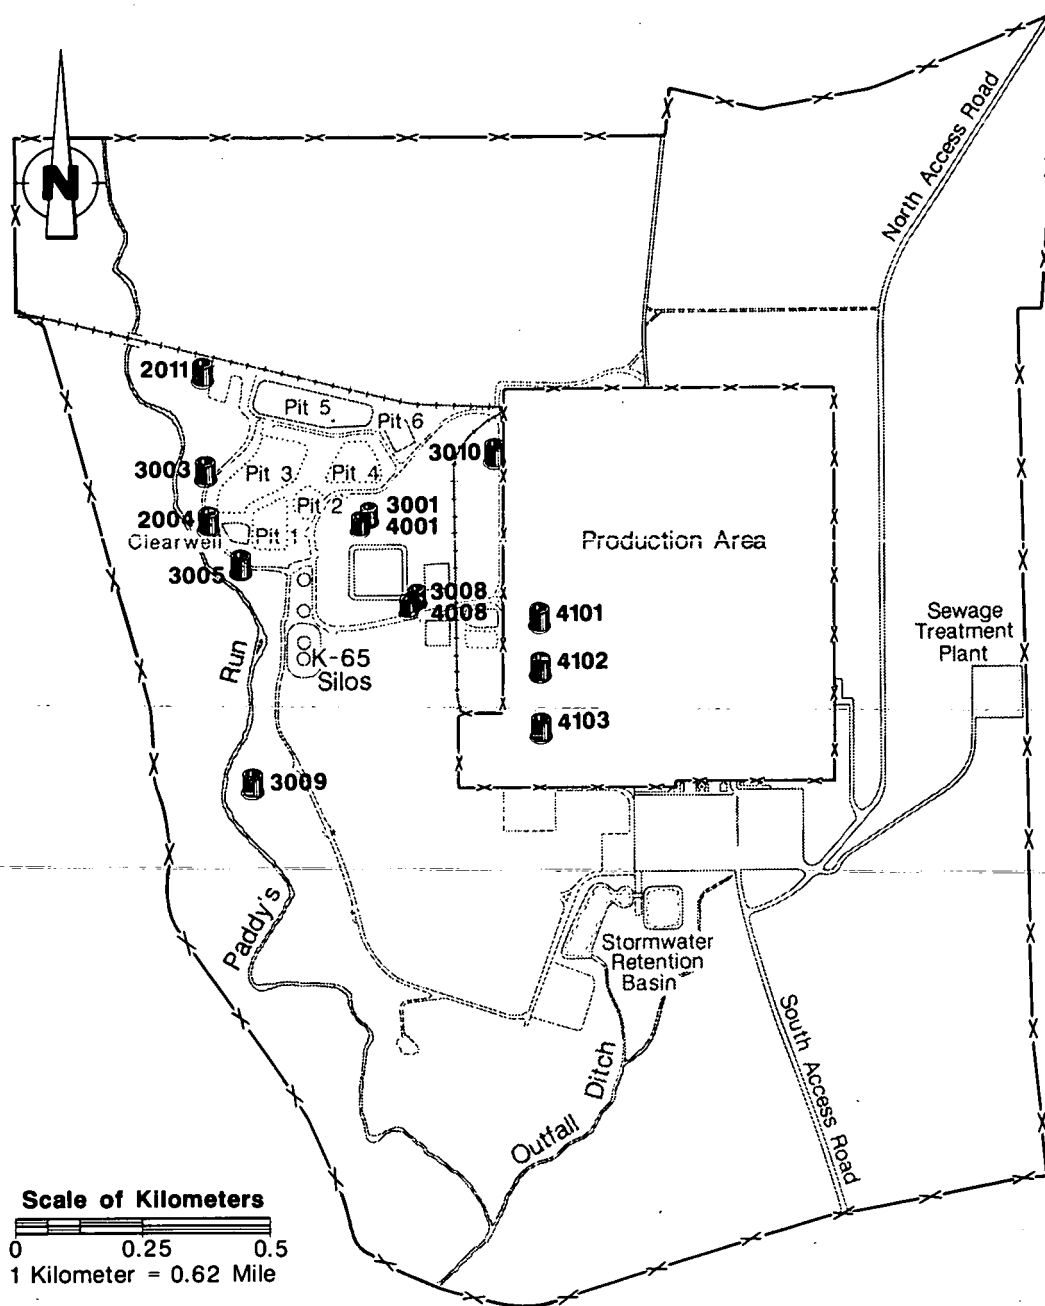 North Access Road
N
2011
Pit 5
Pit 6
3010
3003
Pit 3
Pit 4
Pit 2
3001
4001
2004
Clearwell
Pit 1
Production Area
3005
3008
4008
4101
Sewage
Treatment
Plant
4102
Run
K-65
Silos
4103
3009
Paddy's
Stormwater
Retention
Basin
South Access Road
Ditch
Outfall
Scale of Kilometers
0 0.25 0.5
1 Kilometer = 0.62 Mile